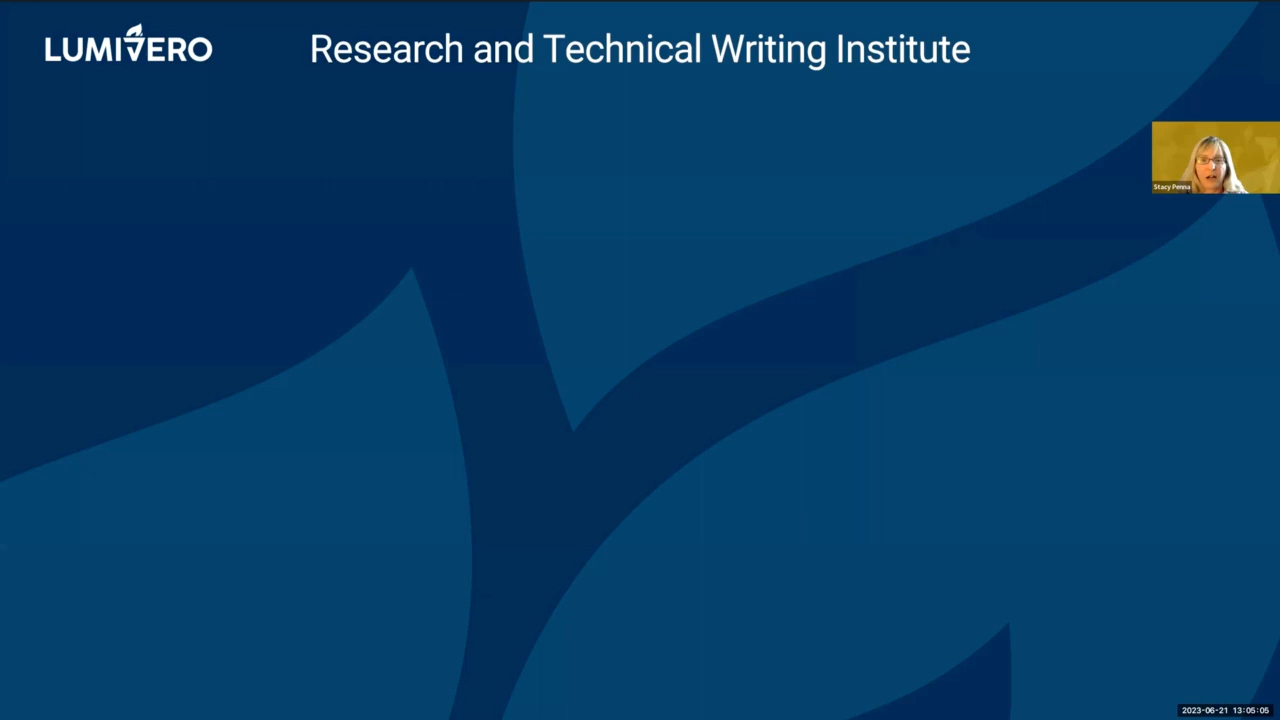 LUMIVERO
Research and Technical Writing Institute
Stacy Penna
2023-06-21 13:05:05